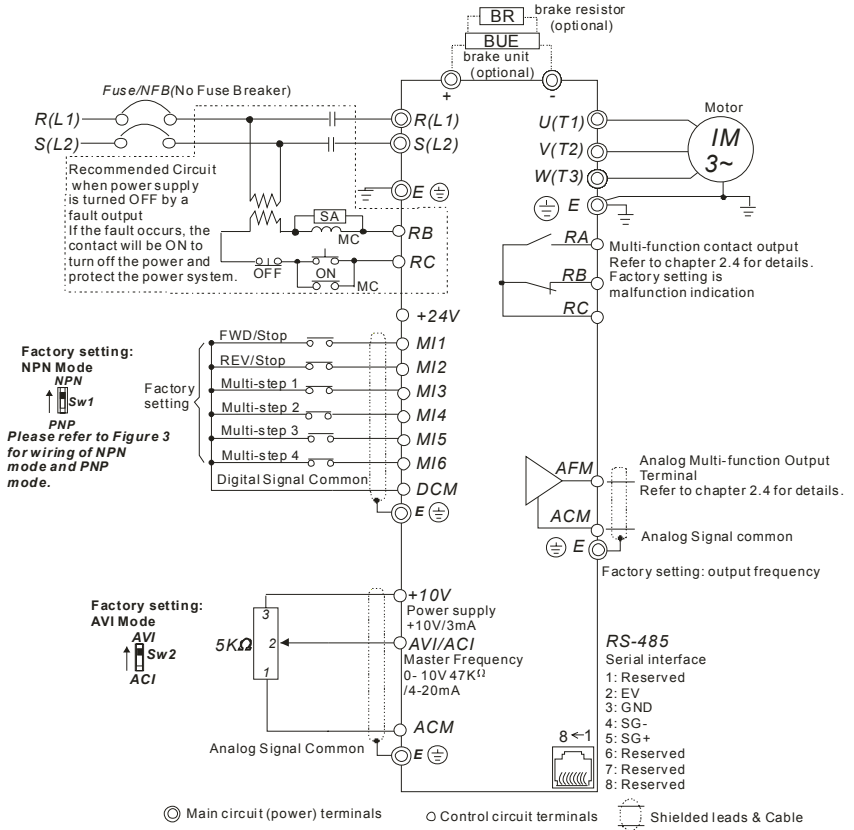 BR
brake resistor
(optional)
BUE
brake unit
(optional)
+
-
Fuse/NFB(No Fuse Breaker)
R(L1)
S(L2)
R(L1)
S(L2)
E
Recommended Circuit
when power supply
is turned OFF by a
fault output
If the fault occurs, the
contact will be ON to
turn off the power and
protect the power system.
SA
MC
OFF
ON
MC
RB
RC
U(T1)
V(T2)
W(T3)
E
Motor
IM
3~
RA
RB
RC
Multi-function contact output
Refer to chapter 2.4 for details.
Factory setting is
malfunction indication
+24V
Factory setting:
NPN Mode
NPN
Sw1
PNP
Please refer to Figure 3
for wiring of NPN
mode and PNP
mode.
Factory
setting
FWD/Stop
MI1
REV/Stop
MI2
Multi-step 1
MI3
Multi-step 2
MI4
Multi-step 3
MI5
Multi-step 4
MI6
Digital Signal Common
DCM
E
AFM
ACM
E
Analog Multi-function Output
Terminal
Refer to chapter 2.4 for details.
Analog Signal common
Factory setting: output frequency
Factory setting:
AVI Mode
AVI
Sw2
ACI
5KΩ
3
2
1
+10V
Power supply
+10V/3mA
AVI/ACI
Master Frequency
0- 10V 47KΩ
/4-20mA
ACM
Analog Signal Common
E
RS-485
Serial interface
1: Reserved
2: EV
3: GND
4: SG-
5: SG+
6: Reserved
7: Reserved
8: Reserved
8←1
Main circuit (power) terminals
Control circuit terminals
Shielded leads & Cable